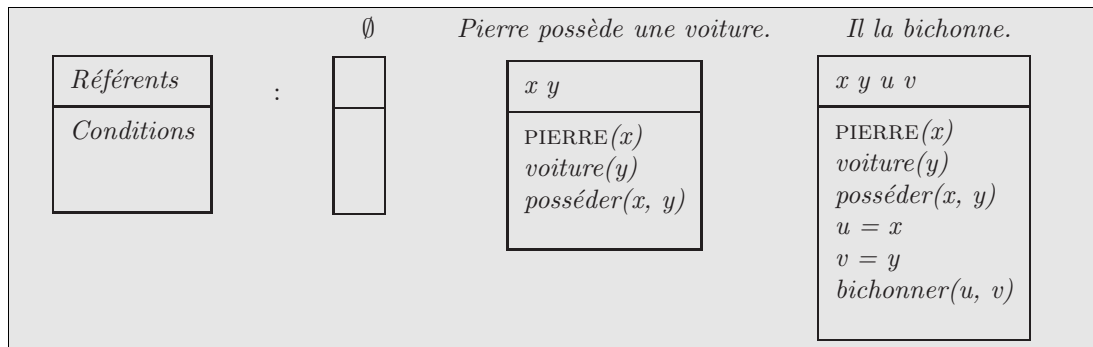 ∅
Pierre possède une voiture.
Il la bichonne.
Référents
:
Conditions
x y
PIERRE(x)
voiture(y)
posséder(x, y)
x y u v
PIERRE(x)
voiture(y)
posséder(x, y)
u = x
v = y
bichonner(u, v)